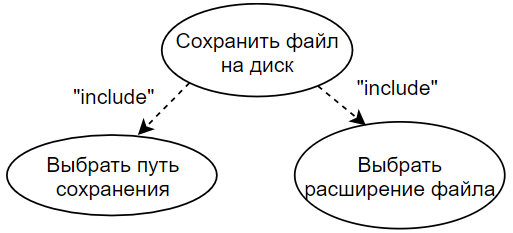 Сохранить файл
на диск
"include"
"include"
Выбрать путь
сохранения
Выбрать
расширение файла